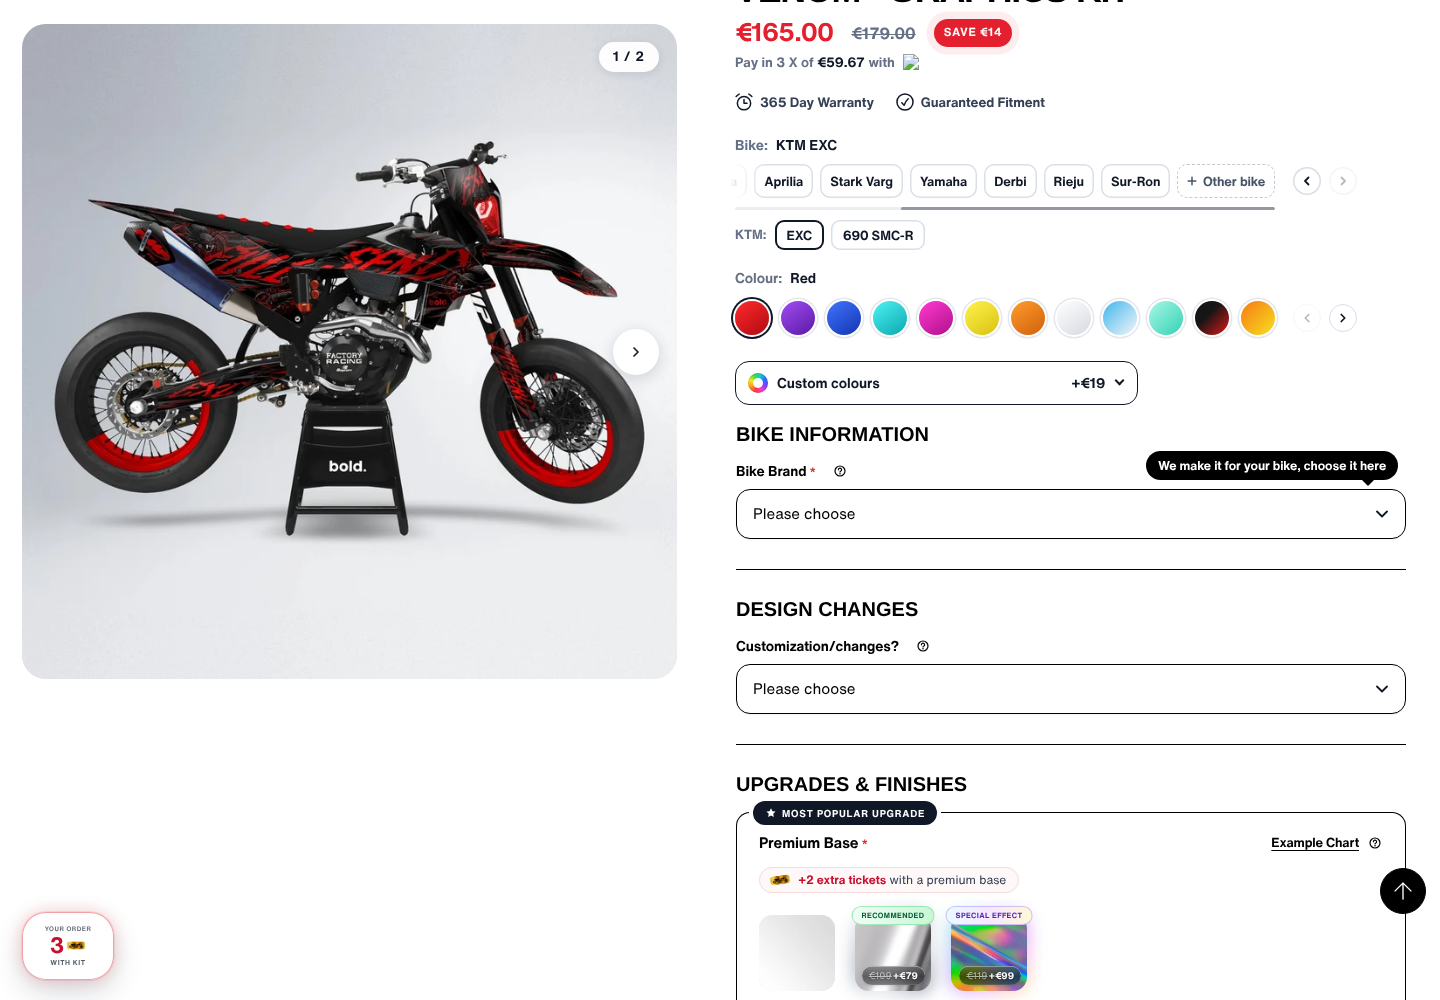 VENOM - GRAPHICS KIT
€165.00 €179.00 SAVE €14
Pay in 3 X of €59.67 with
365 Day Warranty Guaranteed Fitment
Bike: KTM EXC
Aprilia Stark Varg Yamaha Derbi Rieju Sur-Ron + Other bike
KTM: EXC 690 SMC-R
Colour: Red
Custom colours +€19
BIKE INFORMATION
Bike Brand *
We make it for your bike, choose it here
Please choose
DESIGN CHANGES
Customization/changes?
Please choose
UPGRADES & FINISHES
MOST POPULAR UPGRADE
Premium Base *
Example Chart
+2 extra tickets with a premium base
RECOMMENDED
SPECIAL EFFECT
€109 +€79
€119 +€99
1 / 2
FACTORY
RACING
bold.
YOUR ORDER
3
WITH KIT